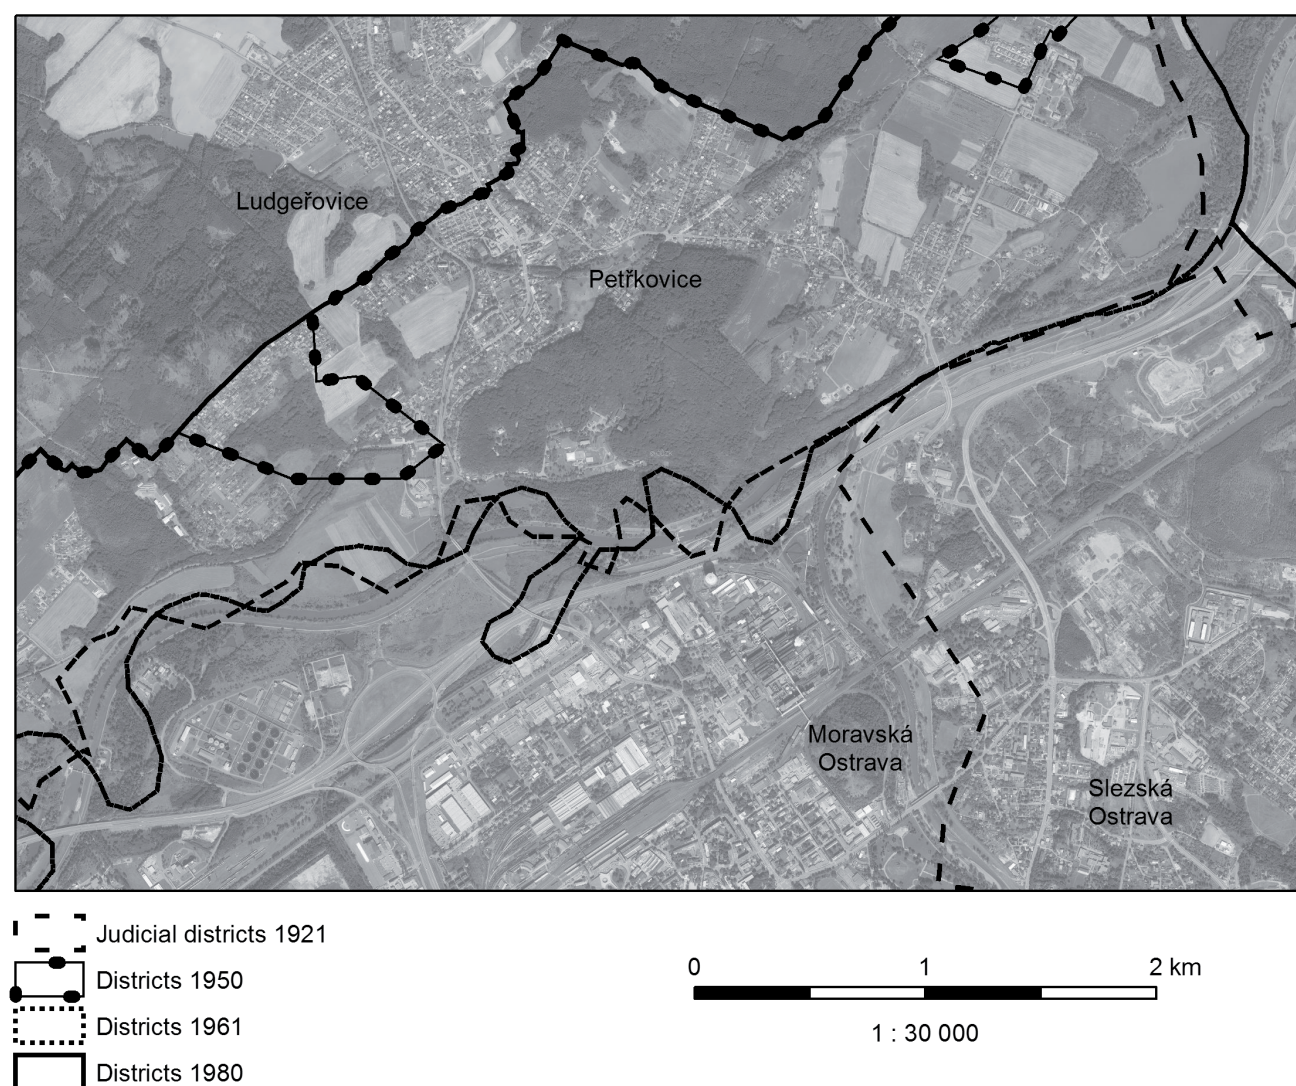 Ludgeřovice
Petřkovice
Moravská
Ostrava
Slezská
Ostrava
Judicial districts 1921
Districts 1950
Districts 1961
Districts 1980
0 1 2 km
1 : 30 000